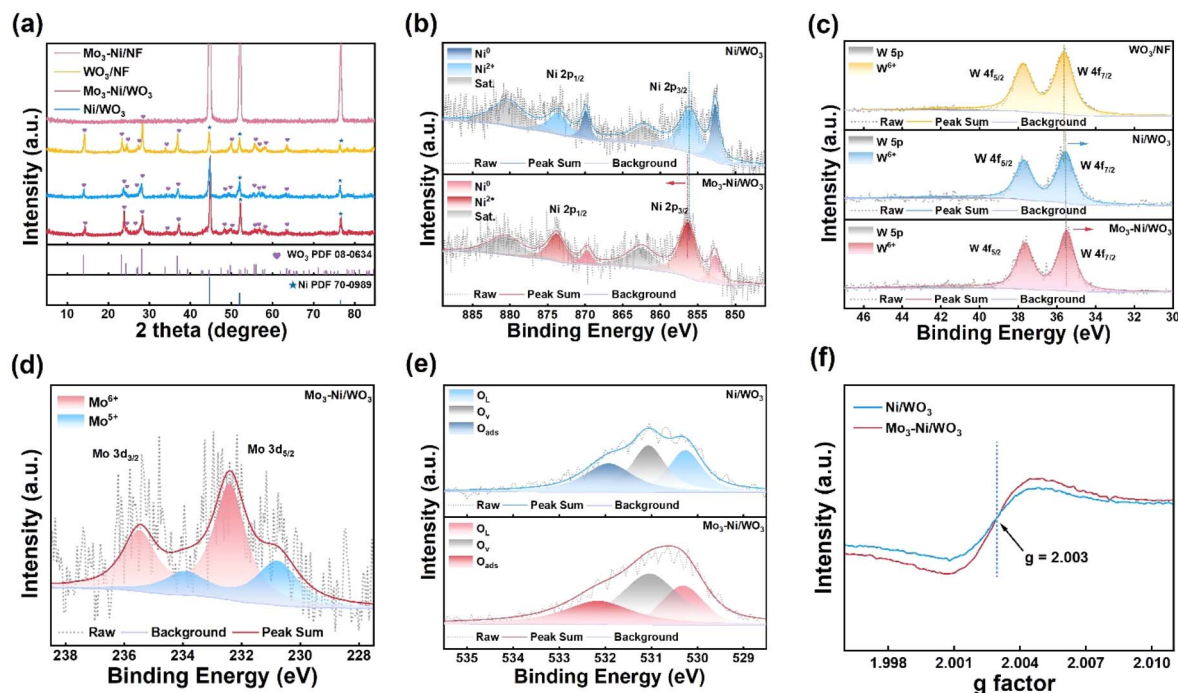 (a)
Mo₃-Ni/NF
WO₃/NF
Mo₃-Ni/WO₃
Ni/WO₃
WO₃ PDF 08-0634
Ni PDF 70-0989
Intensity (a.u.)
10 20 30 40 50 60 70 80
2 theta (degree)
(b)
Ni/WO₃
Ni⁰
Ni²⁺
Sat.
Ni 2p₁/₂
Ni 2p₃/₂
Raw Peak Sum Background
Mo₃-Ni/WO₃
Ni⁰
Ni²⁺
Sat.
Ni 2p₁/₂
Ni 2p₃/₂
Raw Peak Sum Background
Intensity (a.u.)
885 880 875 870 865 860 855 850
Binding Energy (eV)
(c)
W 5p
W⁶⁺
WO₃/NF
W 4f₅/₂
W 4f₇/₂
Raw Peak Sum Background
W 5p
W⁶⁺
Ni/WO₃
W 4f₅/₂
W 4f₇/₂
Raw Peak Sum Background
W 5p
W⁶⁺
Mo₃-Ni/WO₃
W 4f₅/₂
W 4f₇/₂
Raw Peak Sum Background
Intensity (a.u.)
46 44 42 40 38 36 34 32 30
Binding Energy (eV)
(d)
Mo⁶⁺
Mo⁵⁺
Mo₃-Ni/WO₃
Mo 3d₃/₂
Mo 3d₅/₂
Raw Background Peak Sum
Intensity (a.u.)
238 236 234 232 230 228
Binding Energy (eV)
(e)
Ni/WO₃
O_L
O_v
O_ads
Raw Peak Sum Background
Mo₃-Ni/WO₃
O_L
O_v
O_ads
Raw Peak Sum Background
Intensity (a.u.)
535 534 533 532 531 530 529
Binding Energy (eV)
(f)
Ni/WO₃
Mo₃-Ni/WO₃
g = 2.003
Intensity (a.u.)
1.998 2.001 2.004 2.007 2.010
g factor